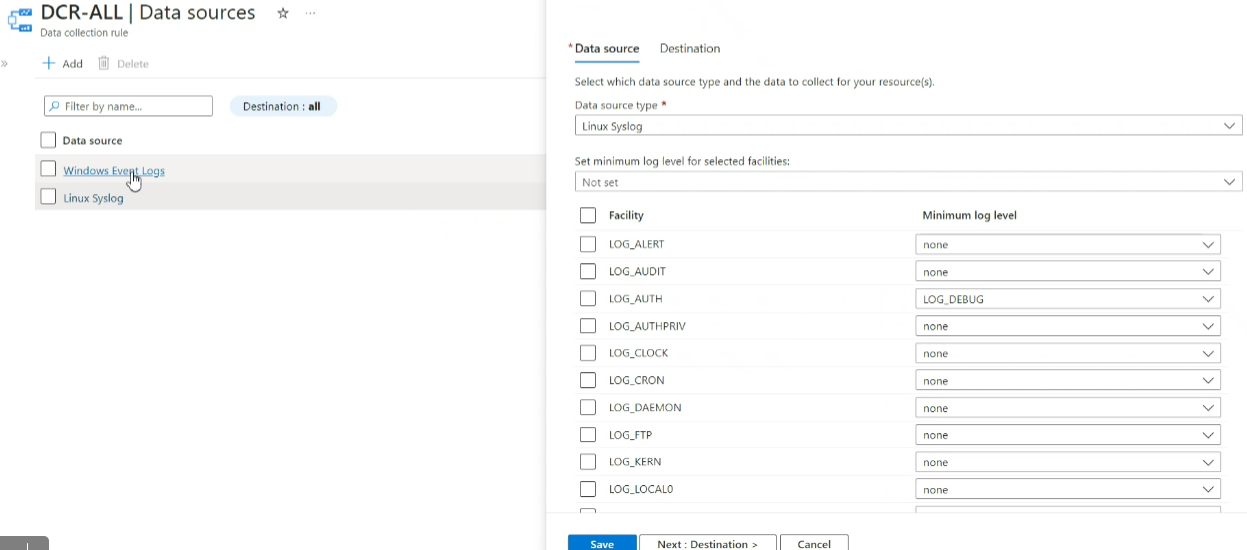 DCR-ALL | Data sources
Data collection rule
Add
Delete
Filter by name...
Destination : all
Data source
Windows Event Logs
Linux Syslog
* Data source
Destination
Select which data source type and the data to collect for your resource(s).
Data source type *
Linux Syslog
Set minimum log level for selected facilities:
Not set
Facility Minimum log level
LOG_ALERT none
LOG_AUDIT none
LOG_AUTH LOG_DEBUG
LOG_AUTHPRIV none
LOG_CLOCK none
LOG_CRON none
LOG_DAEMON none
LOG_FTP none
LOG_KERN none
LOG_LOCAL0 none
Save
Next : Destination >
Cancel